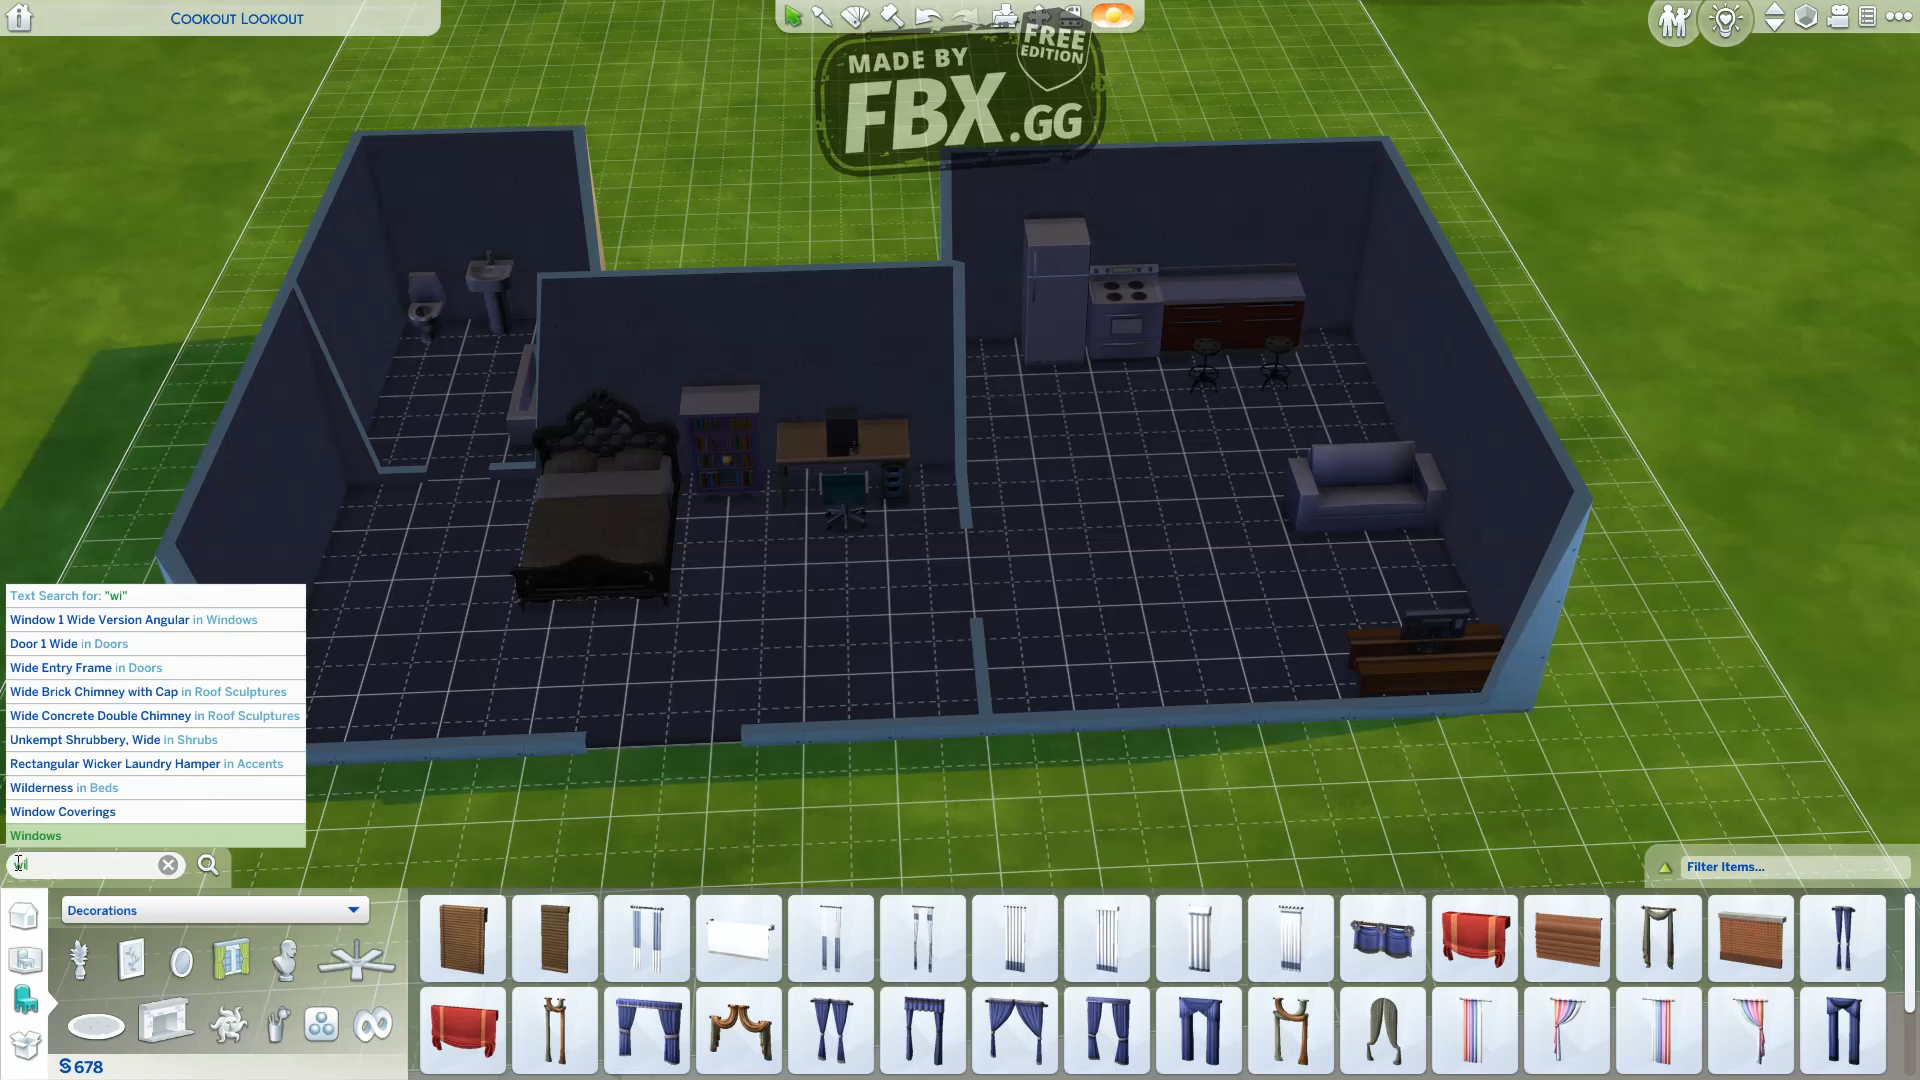 Cookout Lookout
MADE BY
FBX.GG
FREE
EDITION
Text Search for: "wi"
Window 1 Wide Version Angular in Windows
Door 1 Wide in Doors
Wide Entry Frame in Doors
Wide Brick Chimney with Cap in Roof Sculptures
Wide Concrete Double Chimney in Roof Sculptures
Unkempt Shrubbery, Wide in Shrubs
Rectangular Wicker Laundry Hamper in Accents
Wilderness in Beds
Window Coverings
Windows
wi
Filter Items...
Decorations
§678